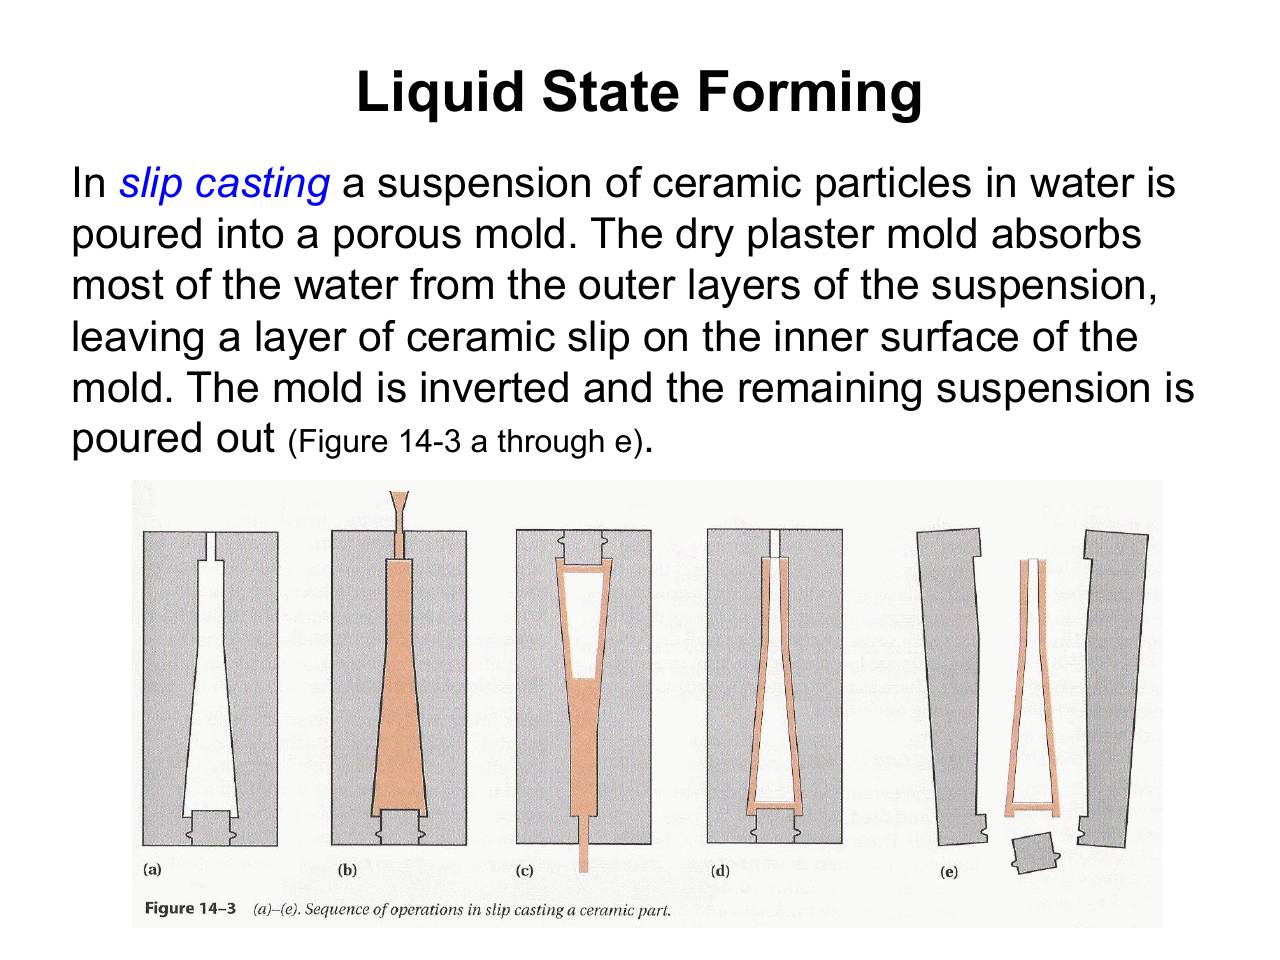 Liquid State Forming
In slip casting a suspension of ceramic particles in water is
poured into a porous mold. The dry plaster mold absorbs
most of the water from the outer layers of the suspension,
leaving a layer of ceramic slip on the inner surface of the
mold. The mold is inverted and the remaining suspension is
poured out (Figure 14-3 a through e).
(a) (b) (c) (d) (e)
Figure 14–3 (a)–(e). Sequence of operations in slip casting a ceramic part.